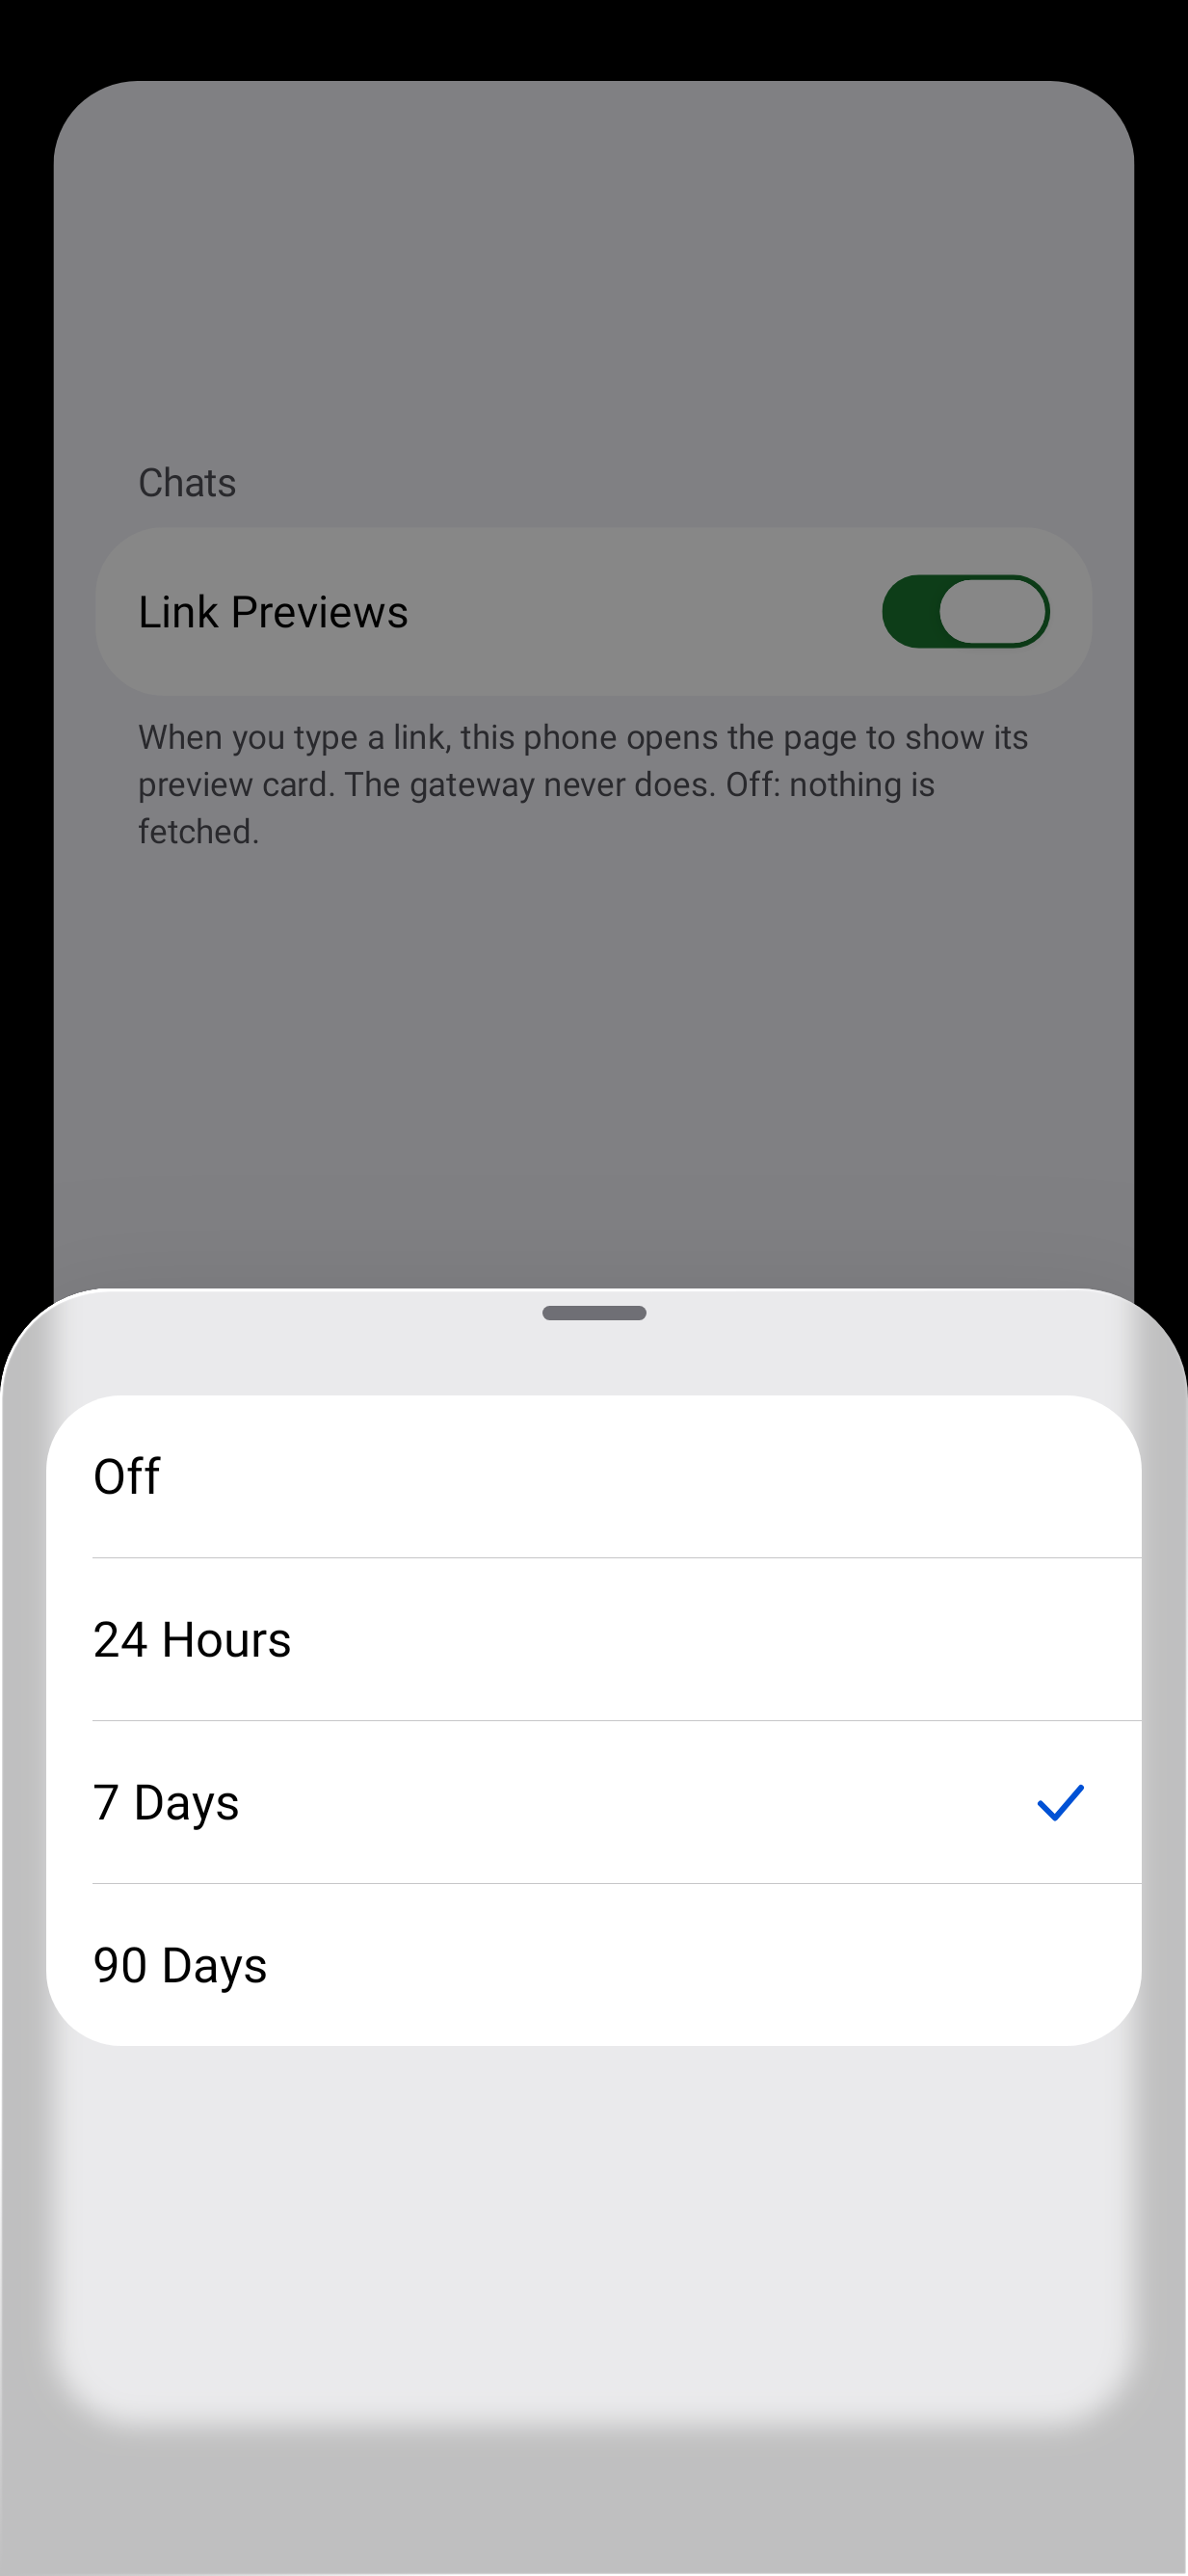 Chats
Link Previews
When you type a link, this phone opens the page to show its
preview card. The gateway never does. Off: nothing is
fetched.
Off
24 Hours
7 Days
90 Days